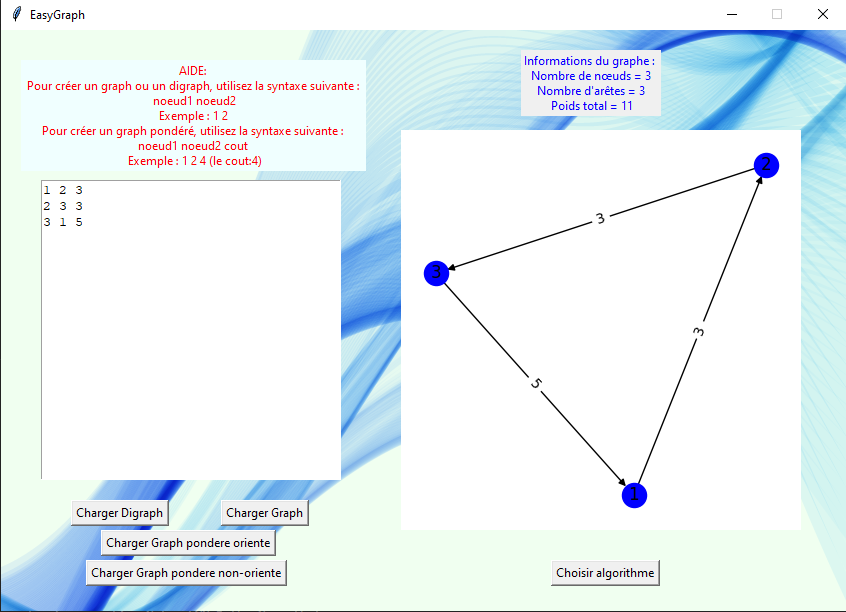 EasyGraph
AIDE:
Pour créer un graph ou un digraph, utilisez la syntaxe suivante :
noeud1 noeud2
Exemple : 1 2
Pour créer un graph pondéré, utilisez la syntaxe suivante :
noeud1 noeud2 cout
Exemple : 1 2 4 (le cout:4)
1 2 3
2 3 3
3 1 5
Charger Digraph
Charger Graph
Charger Graph pondere oriente
Charger Graph pondere non-oriente
Informations du graphe :
Nombre de nœuds = 3
Nombre d'arêtes = 3
Poids total = 11
2
3
3
3
5
1
Choisir algorithme